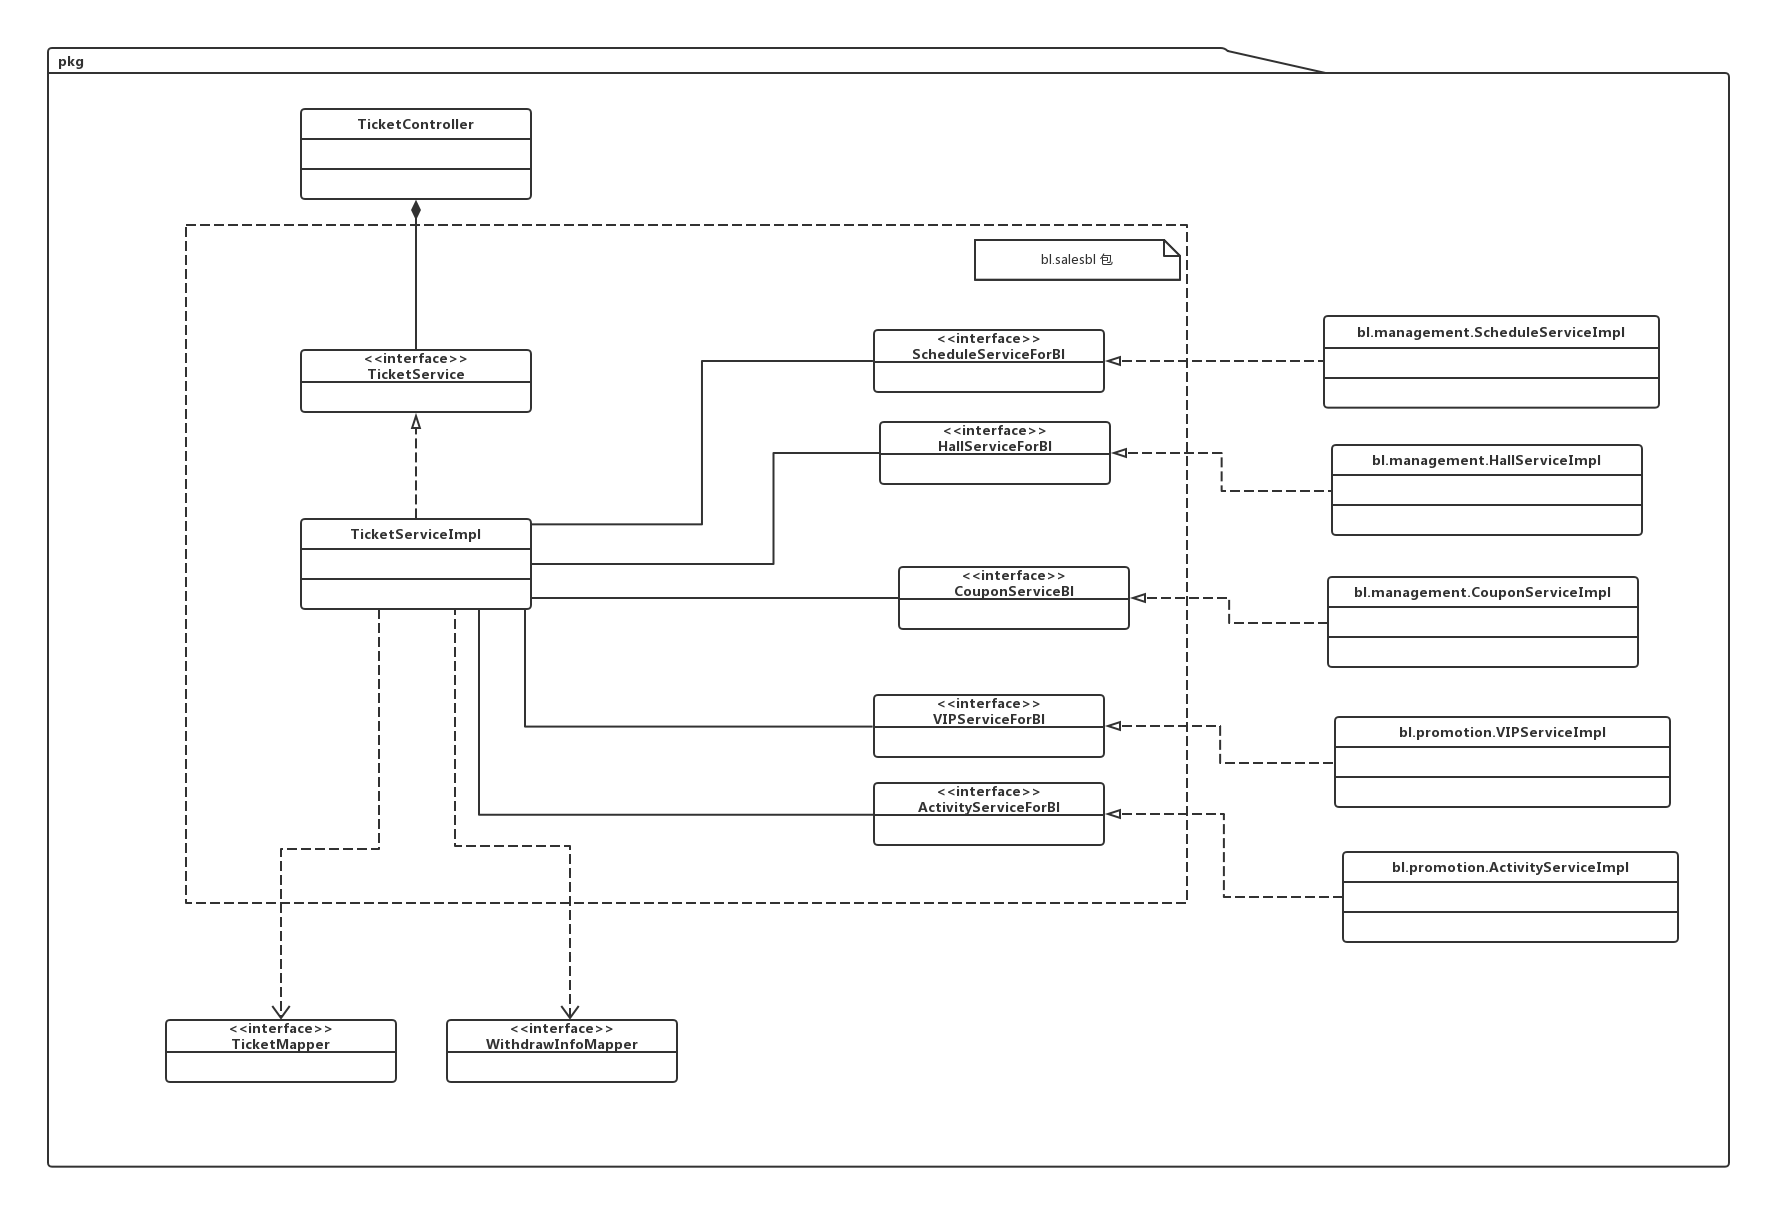 pkg
TicketController
bl.salesbl 包
<<interface>>
TicketService
<<interface>>
ScheduleServiceForBl
bl.management.ScheduleServiceImpl
<<interface>>
HallServiceForBl
bl.management.HallServiceImpl
TicketServiceImpl
<<interface>>
CouponServiceBl
bl.management.CouponServiceImpl
<<interface>>
VIPServiceForBl
bl.promotion.VIPServiceImpl
<<interface>>
ActivityServiceForBl
bl.promotion.ActivityServiceImpl
<<interface>>
TicketMapper
<<interface>>
WithdrawInfoMapper